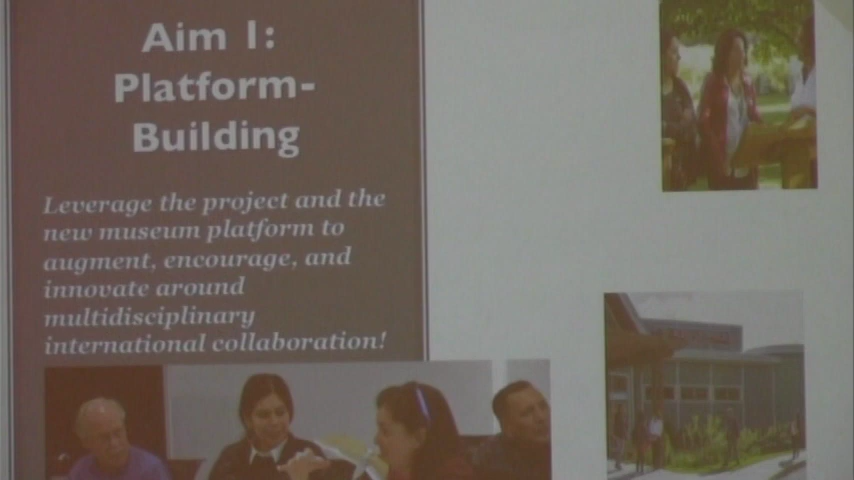 Aim 1:
Platform-
Building
Leverage the project and the
new museum platform to
augment, encourage, and
innovate around
multidisciplinary
international collaboration!